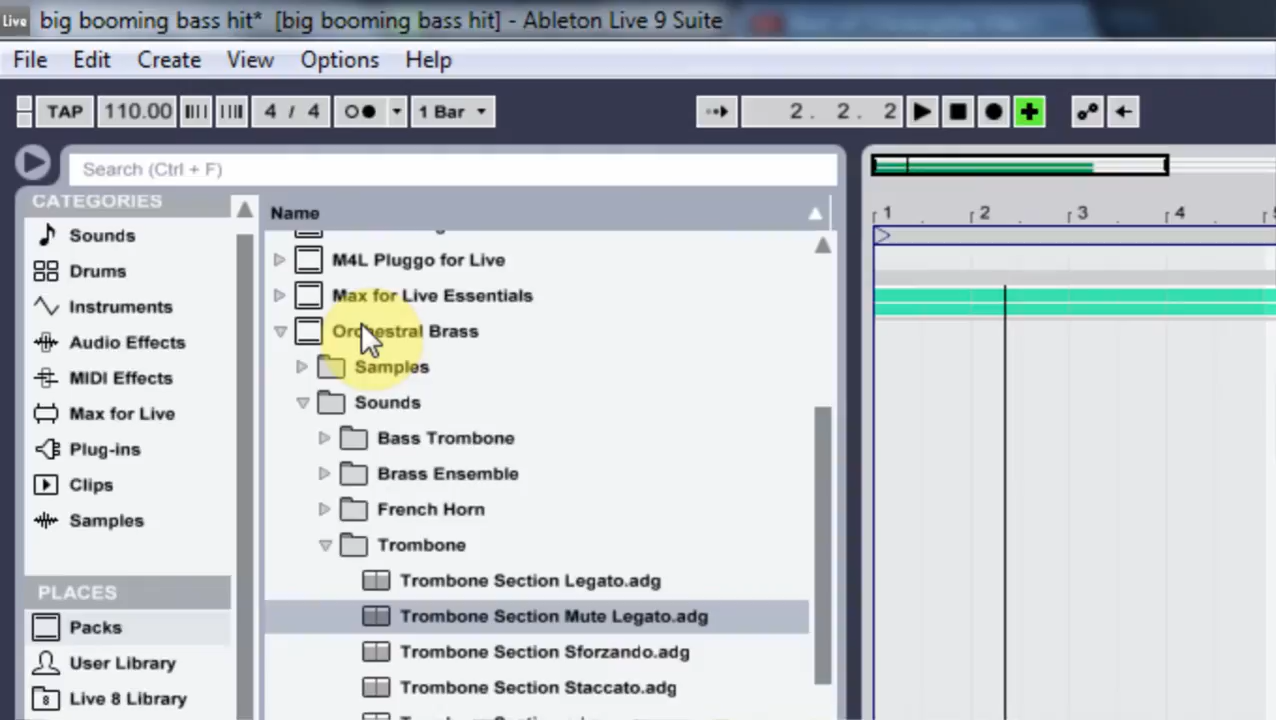 Live big booming bass hit* [big booming bass hit] - Ableton Live 9 Suite
File Edit Create View Options Help
TAP 110.00 4 / 4 1 Bar 2. 2. 2
Search (Ctrl + F)
CATEGORIES
Sounds
Drums
Instruments
Audio Effects
MIDI Effects
Max for Live
Plug-ins
Clips
Samples
PLACES
Packs
User Library
8 Live 8 Library
Name
M4L Pluggo for Live
Max for Live Essentials
Orchestral Brass
Samples
Sounds
Bass Trombone
Brass Ensemble
French Horn
Trombone
Trombone Section Legato.adg
Trombone Section Mute Legato.adg
Trombone Section Sforzando.adg
Trombone Section Staccato.adg
1 2 3 4